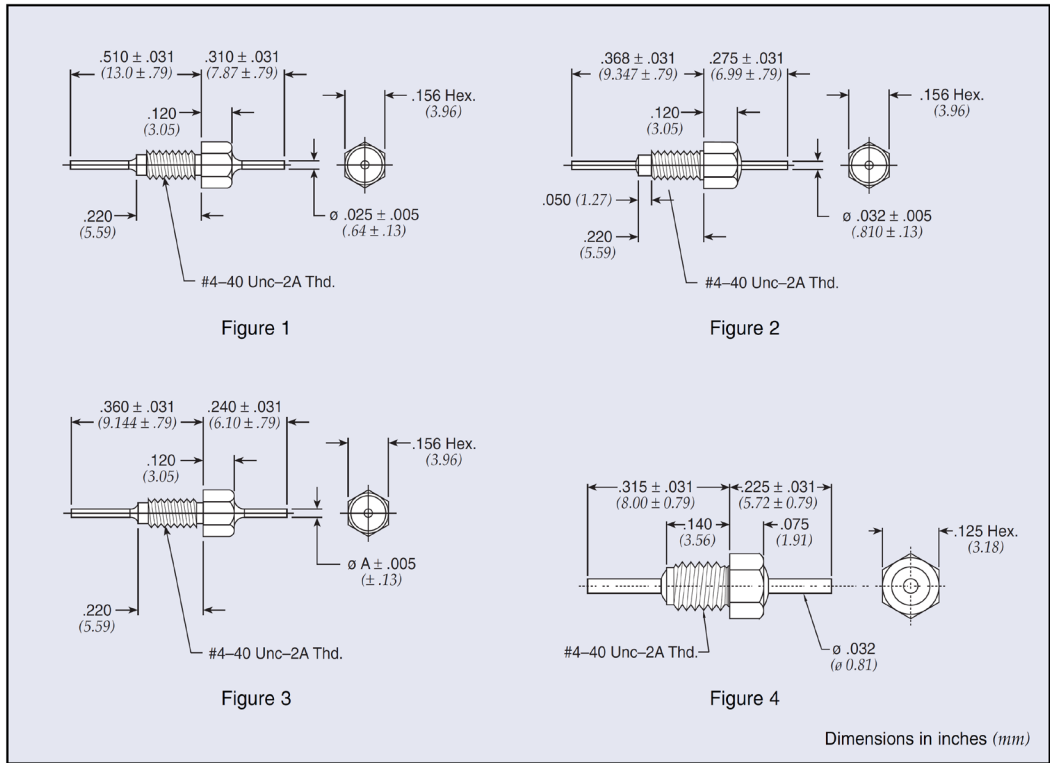 .510 ± .031
(13.0 ± .79)
.310 ± .031
(7.87 ± .79)
.120
(3.05)
.156 Hex.
(3.96)
.220
(5.59)
ø .025 ± .005
(.64 ± .13)
#4–40 Unc–2A Thd.
Figure 1
.368 ± .031
(9.347 ± .79)
.275 ± .031
(6.99 ± .79)
.120
(3.05)
.156 Hex.
(3.96)
.050 (1.27)
.220
(5.59)
ø .032 ± .005
(.810 ± .13)
#4–40 Unc–2A Thd.
Figure 2
.360 ± .031
(9.144 ± .79)
.240 ± .031
(6.10 ± .79)
.120
(3.05)
.156 Hex.
(3.96)
ø A ± .005
(± .13)
.220
(5.59)
#4–40 Unc–2A Thd.
Figure 3
.315 ± .031
(8.00 ± 0.79)
.225 ± .031
(5.72 ± 0.79)
.140
(3.56)
.075
(1.91)
.125 Hex.
(3.18)
#4–40 Unc–2A Thd.
ø .032
(ø 0.81)
Figure 4
Dimensions in inches (mm)